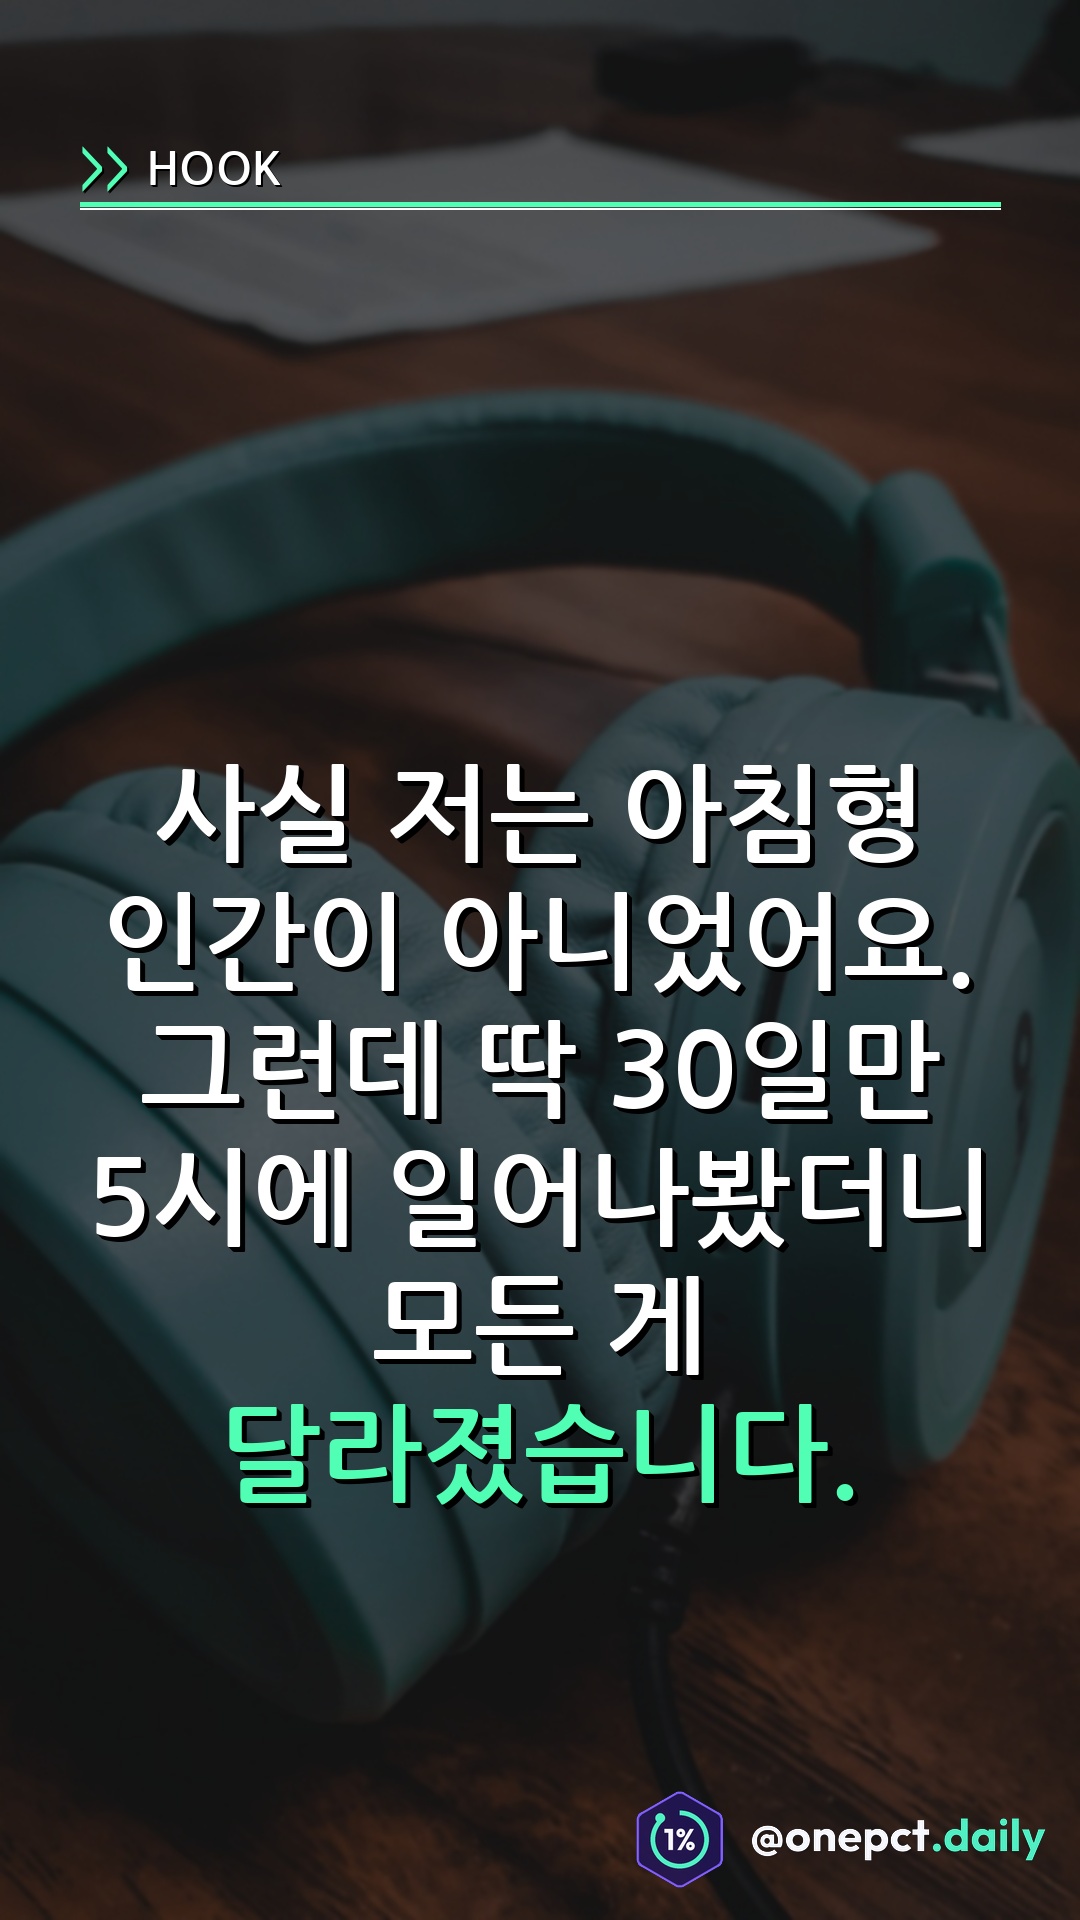 HOOK
사실 저는 아침형
인간이 아니었어요.
그런데 딱 30일만
5시에 일어나봤더니
모든 게
달라졌습니다.
1%
@onepct.daily